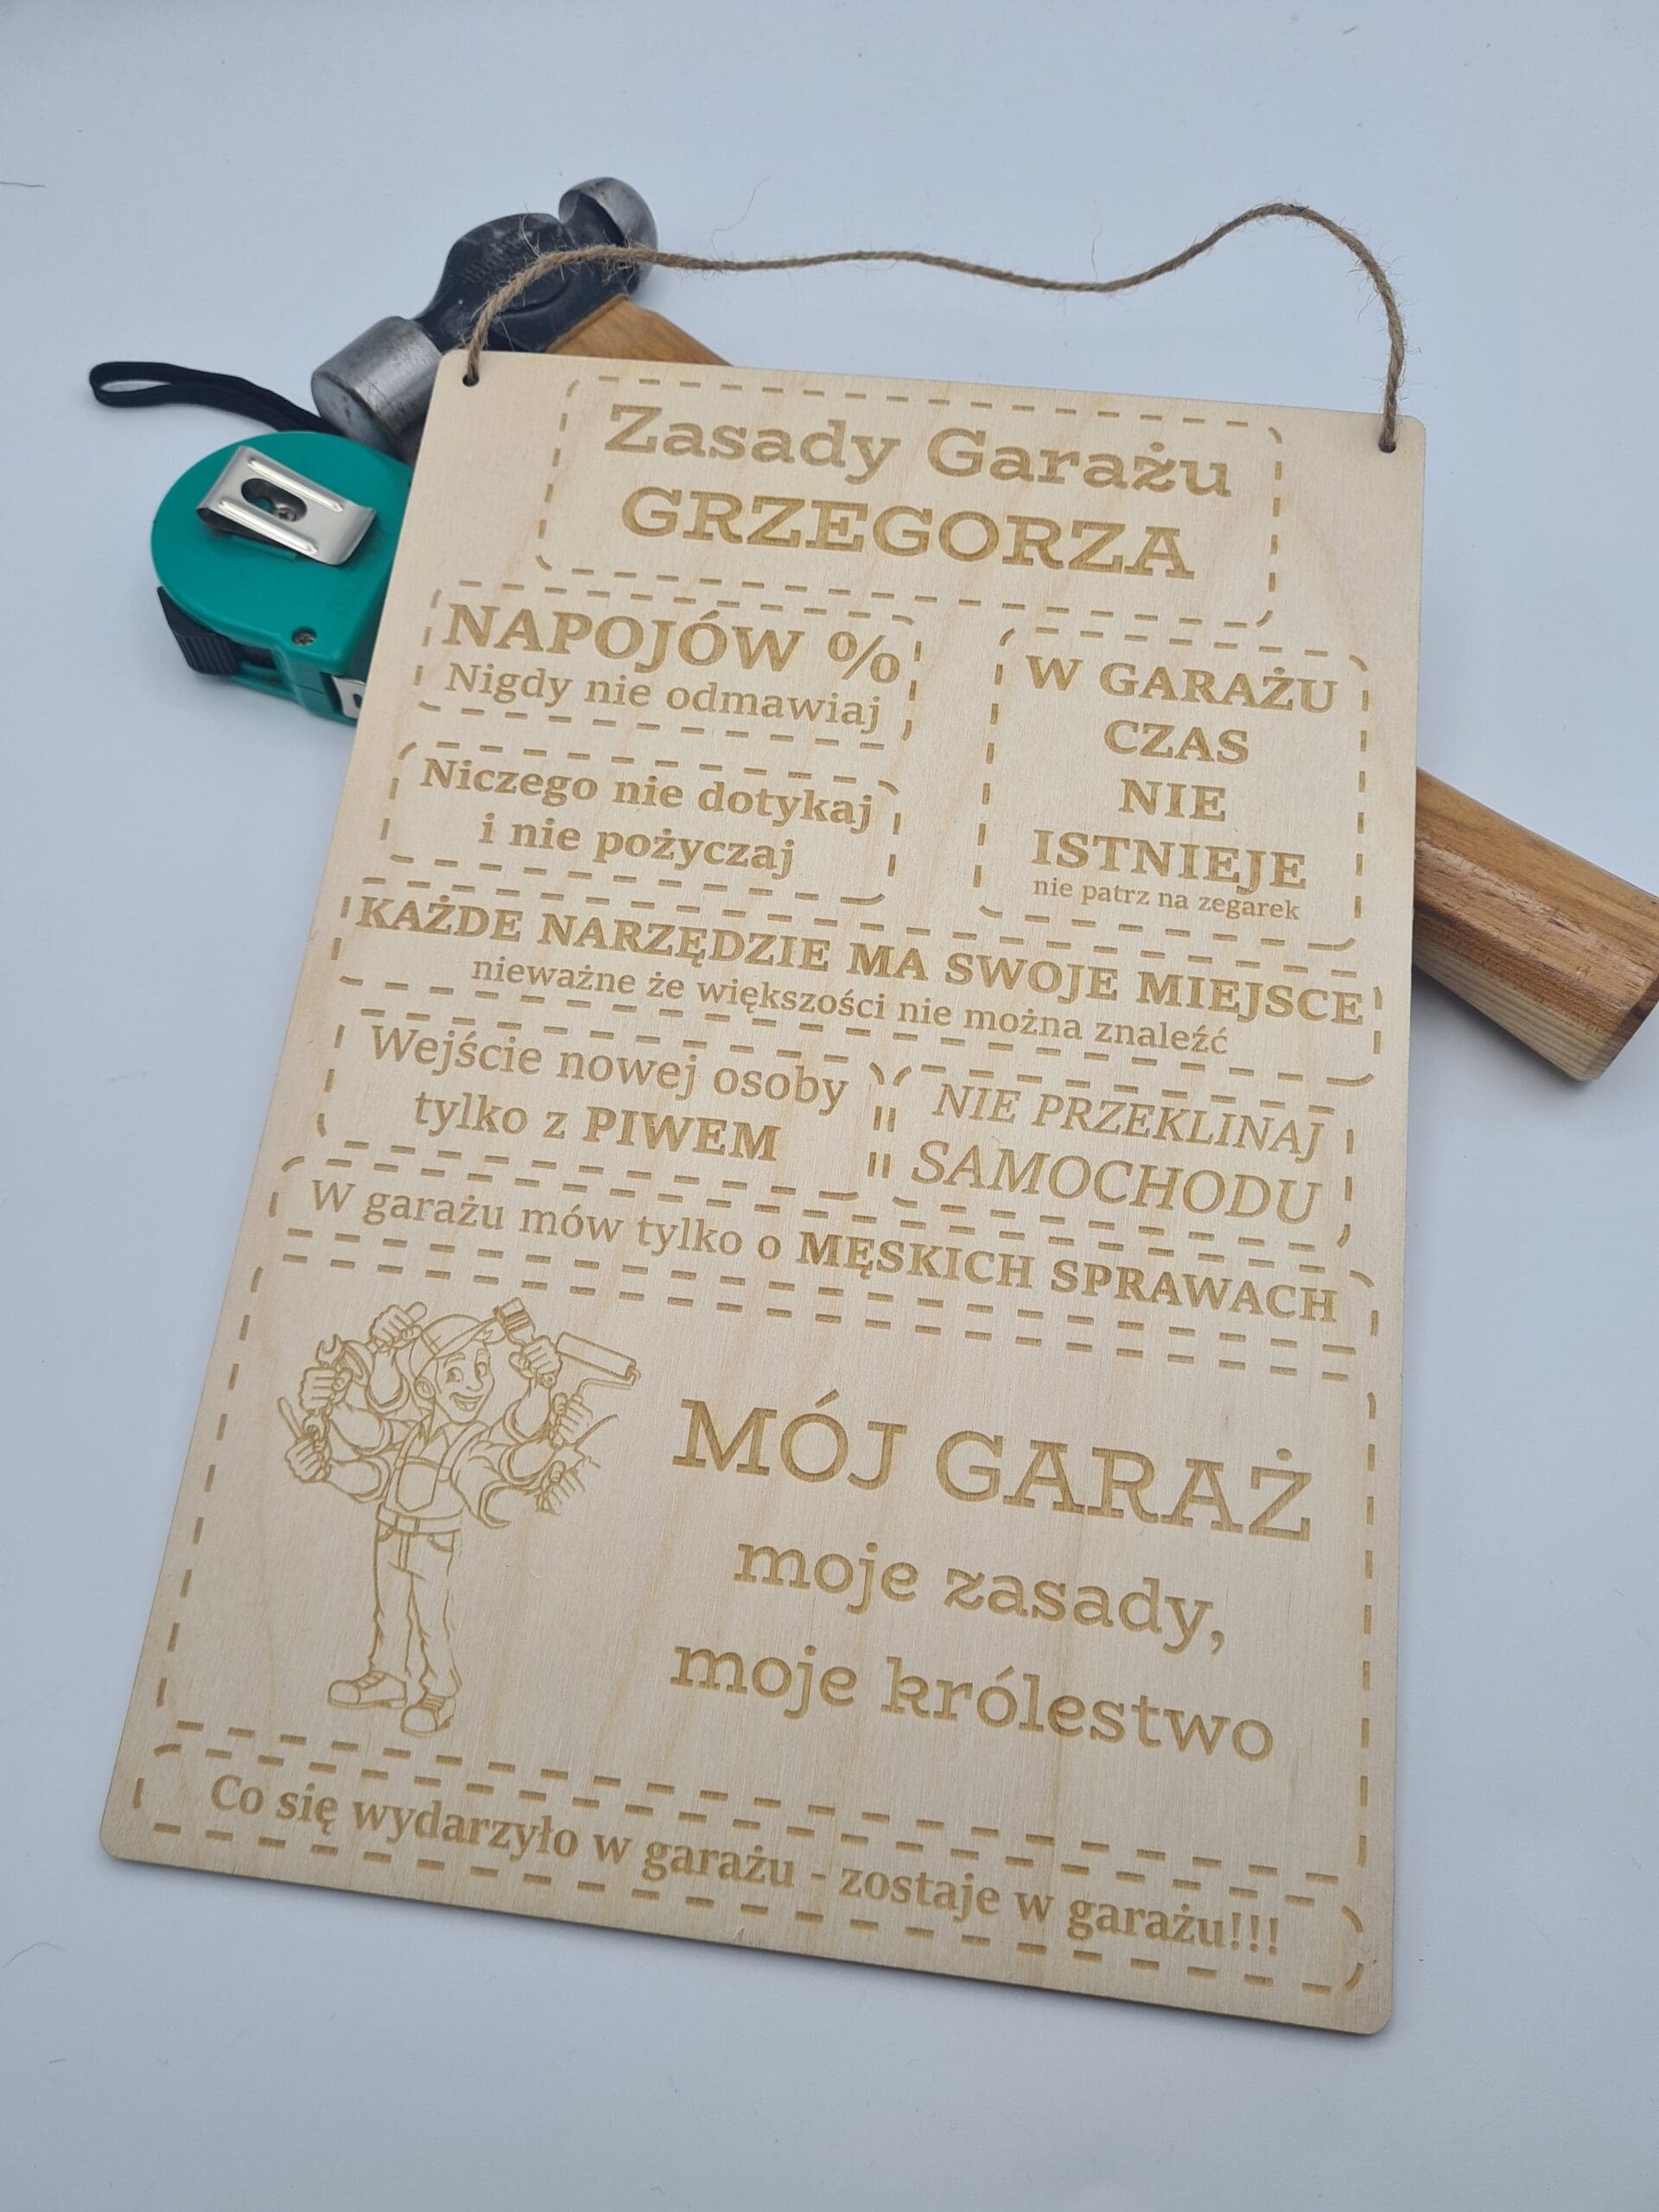 Zasady Garażu
GRZEGORZA
NAPOJÓW %
Nigdy nie odmawiaj
Niczego nie dotykaj
i nie pożyczaj
W GARAŻU
CZAS
NIE
ISTNIEJE
nie patrz na zegarek
KAŻDE NARZĘDZIE MA SWOJE MIEJSCE
nieważne że większości nie można znaleźć
Wejście nowej osoby
tylko z PIWEM
NIE PRZEKLINAJ
SAMOCHODU
W garażu mów tylko o MĘSKICH SPRAWACH
MÓJ GARAŻ
moje zasady,
moje królestwo
Co się wydarzyło w garażu - zostaje w garażu!!!